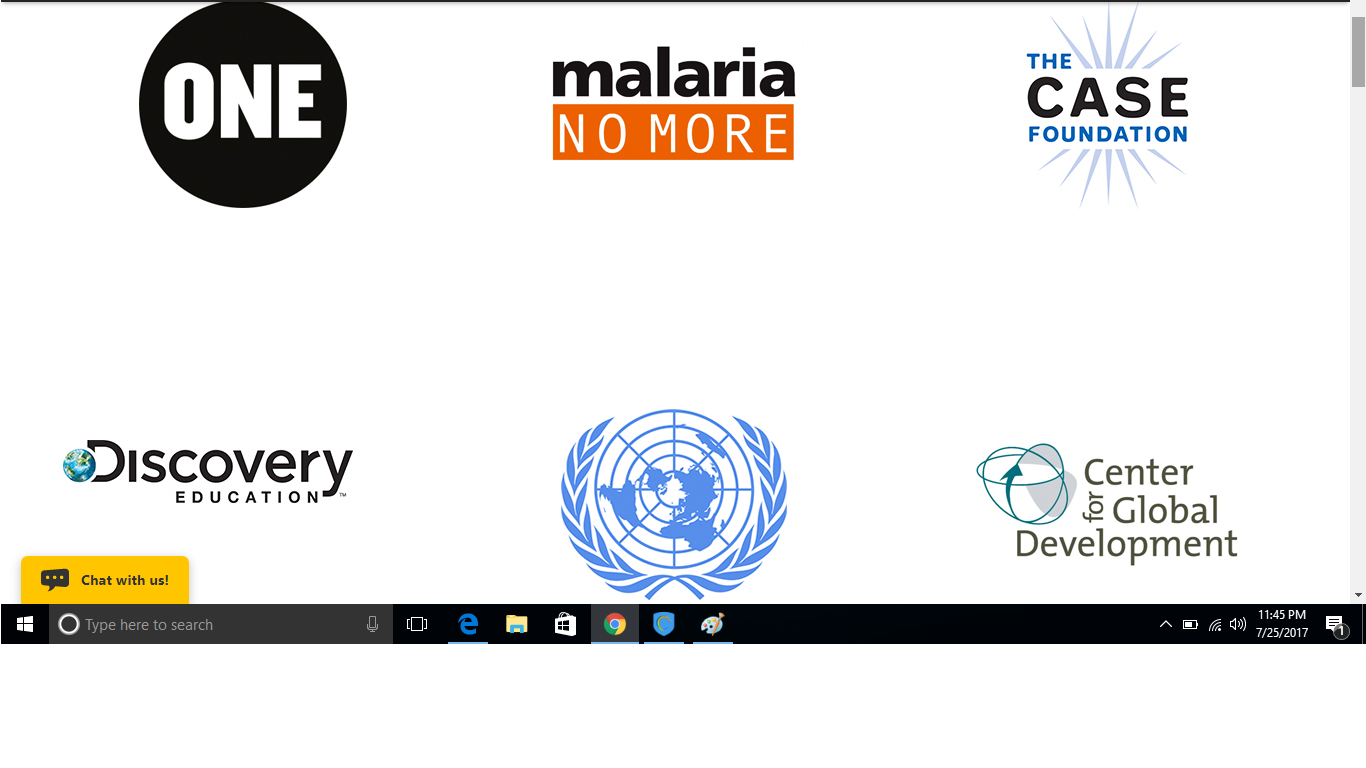 ONE
malaria
NO MORE
THE
CASE
FOUNDATION
DISCOVERY
EDUCATION™
Center
for Global
Development
Chat with us!
Type here to search
11:45 PM
7/25/2017
1